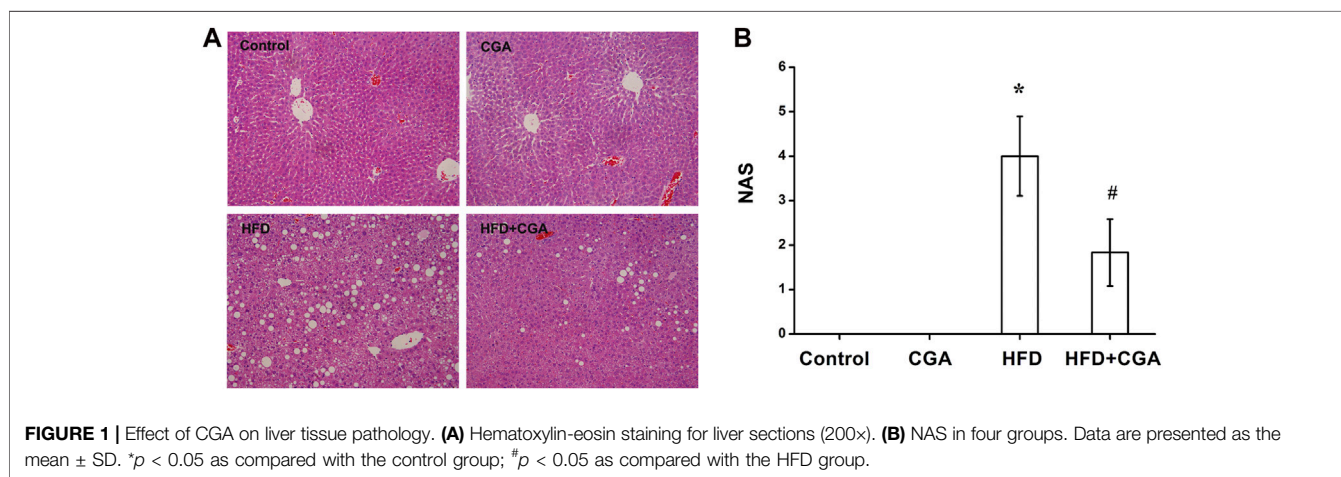 A
Control
CGA
HFD
HFD+CGA
B
NAS
6
5
4
3
2
1
0
*
#
Control CGA HFD HFD+CGA
FIGURE 1 | Effect of CGA on liver tissue pathology. (A) Hematoxylin-eosin staining for liver sections (200×). (B) NAS in four groups. Data are presented as the
mean ± SD. *p < 0.05 as compared with the control group; #p < 0.05 as compared with the HFD group.